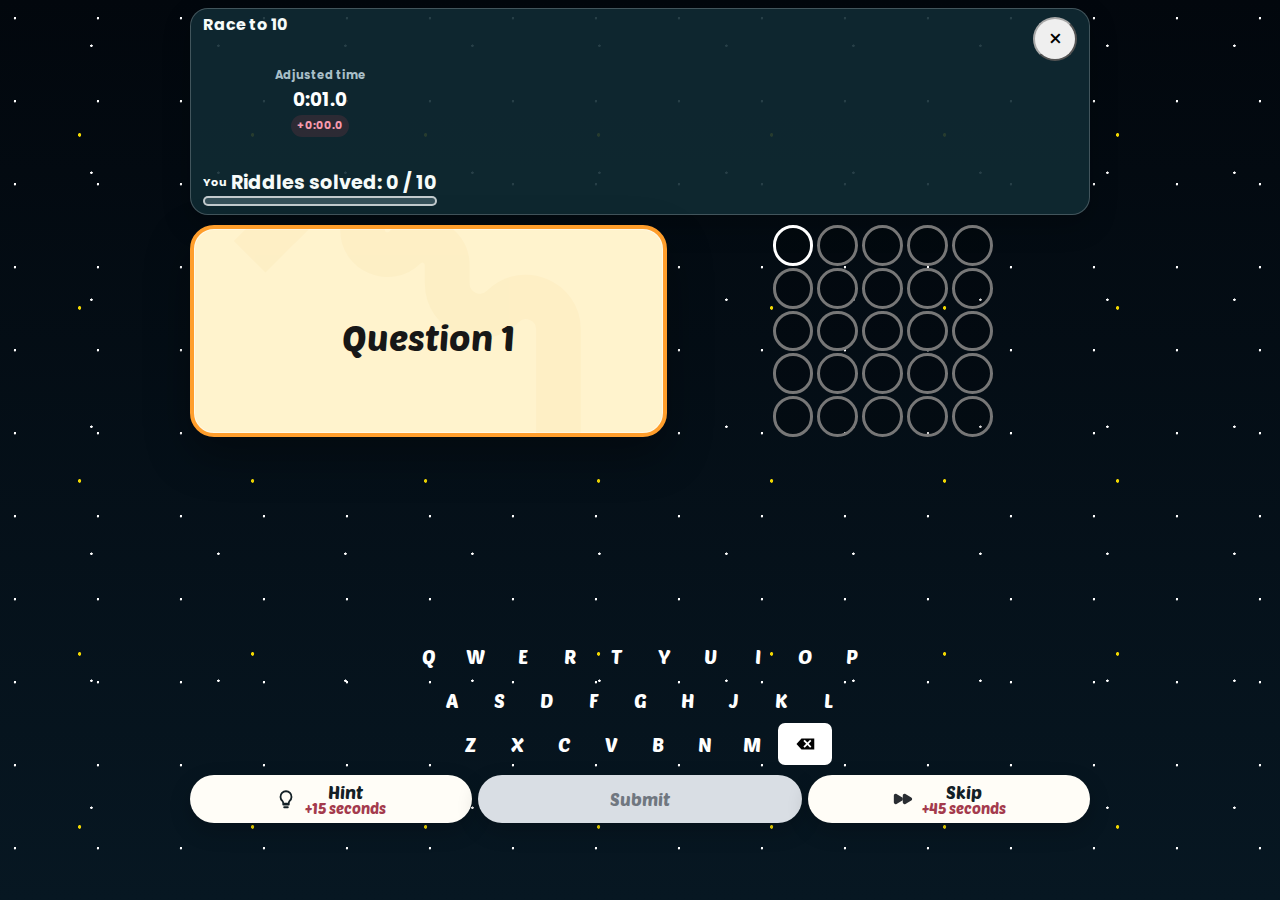 Race to 10
×
Adjusted time
0:01.0
+0:00.0
You Riddles solved: 0 / 10
Question 1
Q W E R T Y U I O P
A S D F G H J K L
Z X C V B N M
Hint
+15 seconds
Submit
Skip
+45 seconds